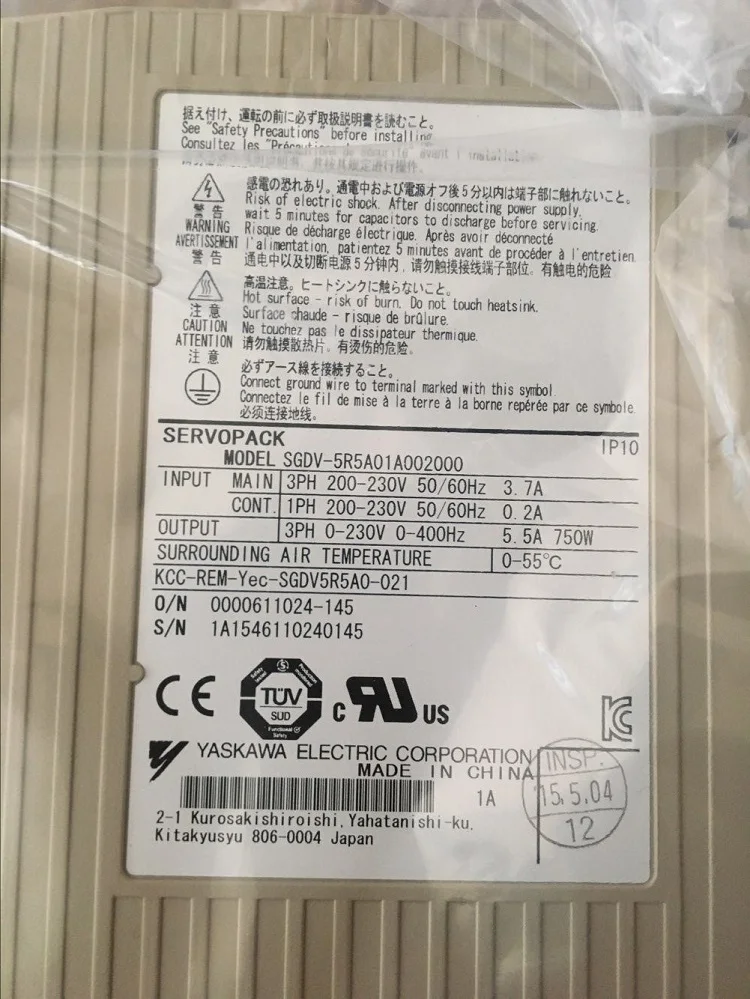 据え付け、運転の前に必ず取扱説明書を読むこと。
See "Safety Precautions" before installing
Consultez les "Précautions de sécurité" avant l'installation
感電の恐れあり。通電中および電源オフ後5分以内は端子部に触れないこと。
Risk of electric shock. After disconnecting power supply,
wait 5 minutes for capacitors to discharge before servicing.
警告
WARNING
AVERTISSEMENT
警告
Risque de décharge électrique. Après avoir déconnecté
l'alimentation, patientez 5 minutes avant de procéder à l'entretien
通电中以及切断电源5分钟内，请勿触摸接线端子部位。有触电的危险
高温注意。ヒートシンクに触らないこと。
Hot surface - risk of burn. Do not touch heatsink.
注意
CAUTION
ATTENTION
注意
Surface chaude - risque de brûlure.
Ne touchez pas le dissipateur thermique.
请勿触摸散热片。有烫伤的危险。
必ずアース線を接続すること。
Connect ground wire to terminal marked with this symbol.
Connectez le fil de mise à la terre à la borne repérée par ce symbole.
必须连接地线。
SERVOPACK IP10
MODEL SGDV-5R5A01A002000
INPUT MAIN 3PH 200-230V 50/60Hz 3.7A
CONT. 1PH 200-230V 50/60Hz 0.2A
OUTPUT 3PH 0-230V 0-400Hz 5.5A 750W
SURROUNDING AIR TEMPERATURE 0-55℃
KCC-REM-Yec-SGDV5R5A0-021
O/N 0000611024-145
S/N 1A1546110240145
CE
TÜV
SÜD
Functional
Safety
c RU US
KC
YASKAWA ELECTRIC CORPORATION
MADE IN CHINA
1A
INSP.
15.5.04
12
2-1 Kurosakishiroishi, Yahatanishi-ku,
Kitakyusyu 806-0004 Japan